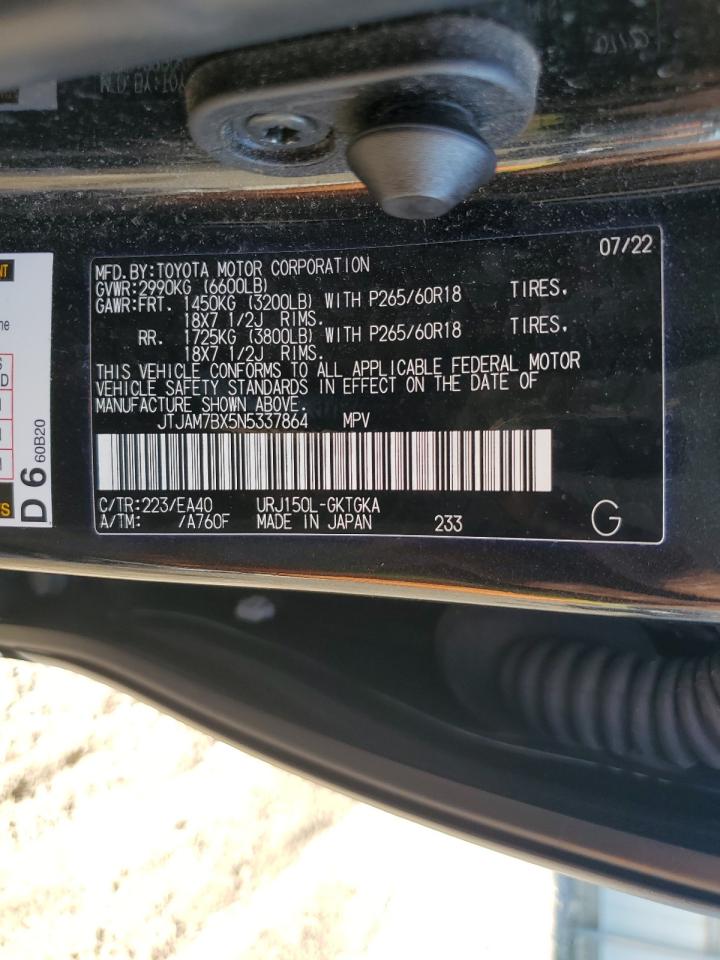 07/22
MFD. BY: TOYOTA MOTOR CORPORATION
GVWR: 2990KG (6600LB)
GAWR: FRT. 1450KG (3200LB) WITH P265/60R18 TIRES,
18X7 1/2J RIMS.
RR. 1725KG (3800LB) WITH P265/60R18 TIRES,
18X7 1/2J RIMS.
THIS VEHICLE CONFORMS TO ALL APPLICABLE FEDERAL MOTOR
VEHICLE SAFETY STANDARDS IN EFFECT ON THE DATE OF
MANUFACTURE SHOWN ABOVE.
JTJAM7BX5N5337864 MPV
C/TR: 223/EA40 URJ150L-GKTGKA
A/TM: /A760F MADE IN JAPAN 233 G
D 6 60B20